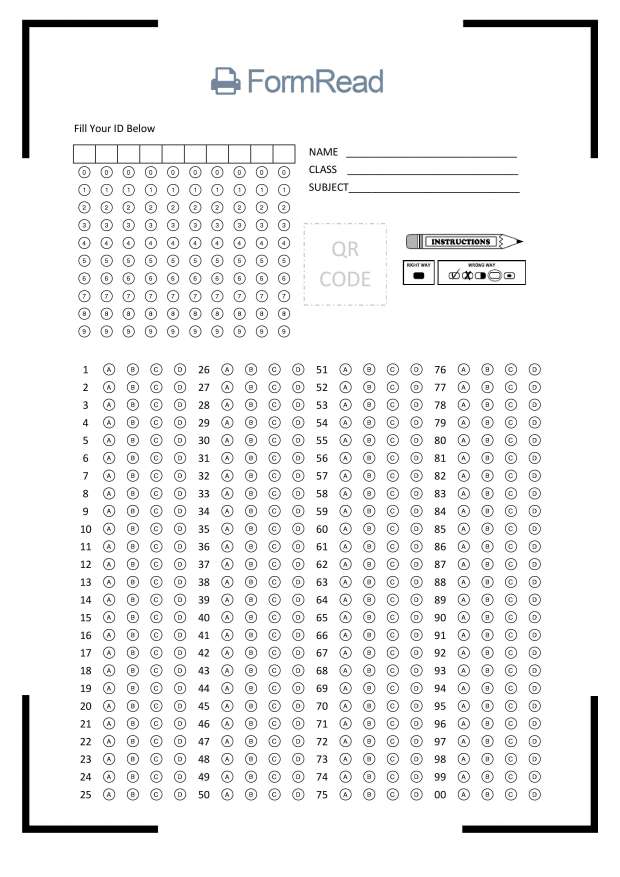 FormRead
Fill Your ID Below
NAME ____________________________
CLASS ____________________________
SUBJECT____________________________
0 0 0 0 0 0 0 0 0 0
1 1 1 1 1 1 1 1 1 1
2 2 2 2 2 2 2 2 2 2
3 3 3 3 3 3 3 3 3 3
4 4 4 4 4 4 4 4 4 4
5 5 5 5 5 5 5 5 5 5
6 6 6 6 6 6 6 6 6 6
7 7 7 7 7 7 7 7 7 7
8 8 8 8 8 8 8 8 8 8
9 9 9 9 9 9 9 9 9 9
QR
CODE
INSTRUCTIONS
RIGHT WAY WRONG WAY
1 A B C D 26 A B C D 51 A B C D 76 A B C D
2 A B C D 27 A B C D 52 A B C D 77 A B C D
3 A B C D 28 A B C D 53 A B C D 78 A B C D
4 A B C D 29 A B C D 54 A B C D 79 A B C D
5 A B C D 30 A B C D 55 A B C D 80 A B C D
6 A B C D 31 A B C D 56 A B C D 81 A B C D
7 A B C D 32 A B C D 57 A B C D 82 A B C D
8 A B C D 33 A B C D 58 A B C D 83 A B C D
9 A B C D 34 A B C D 59 A B C D 84 A B C D
10 A B C D 35 A B C D 60 A B C D 85 A B C D
11 A B C D 36 A B C D 61 A B C D 86 A B C D
12 A B C D 37 A B C D 62 A B C D 87 A B C D
13 A B C D 38 A B C D 63 A B C D 88 A B C D
14 A B C D 39 A B C D 64 A B C D 89 A B C D
15 A B C D 40 A B C D 65 A B C D 90 A B C D
16 A B C D 41 A B C D 66 A B C D 91 A B C D
17 A B C D 42 A B C D 67 A B C D 92 A B C D
18 A B C D 43 A B C D 68 A B C D 93 A B C D
19 A B C D 44 A B C D 69 A B C D 94 A B C D
20 A B C D 45 A B C D 70 A B C D 95 A B C D
21 A B C D 46 A B C D 71 A B C D 96 A B C D
22 A B C D 47 A B C D 72 A B C D 97 A B C D
23 A B C D 48 A B C D 73 A B C D 98 A B C D
24 A B C D 49 A B C D 74 A B C D 99 A B C D
25 A B C D 50 A B C D 75 A B C D 00 A B C D